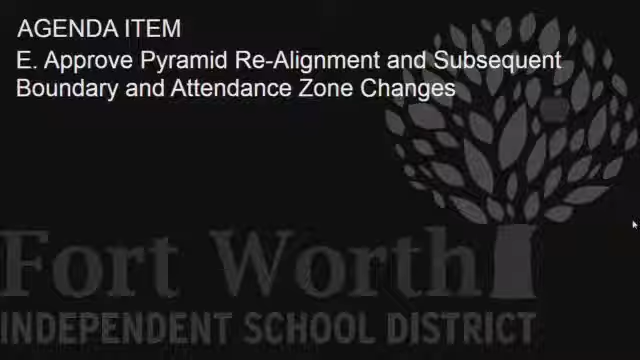 AGENDA ITEM
E. Approve Pyramid Re-Alignment and Subsequent
Boundary and Attendance Zone Changes
Fort Worth
INDEPENDENT SCHOOL DISTRICT